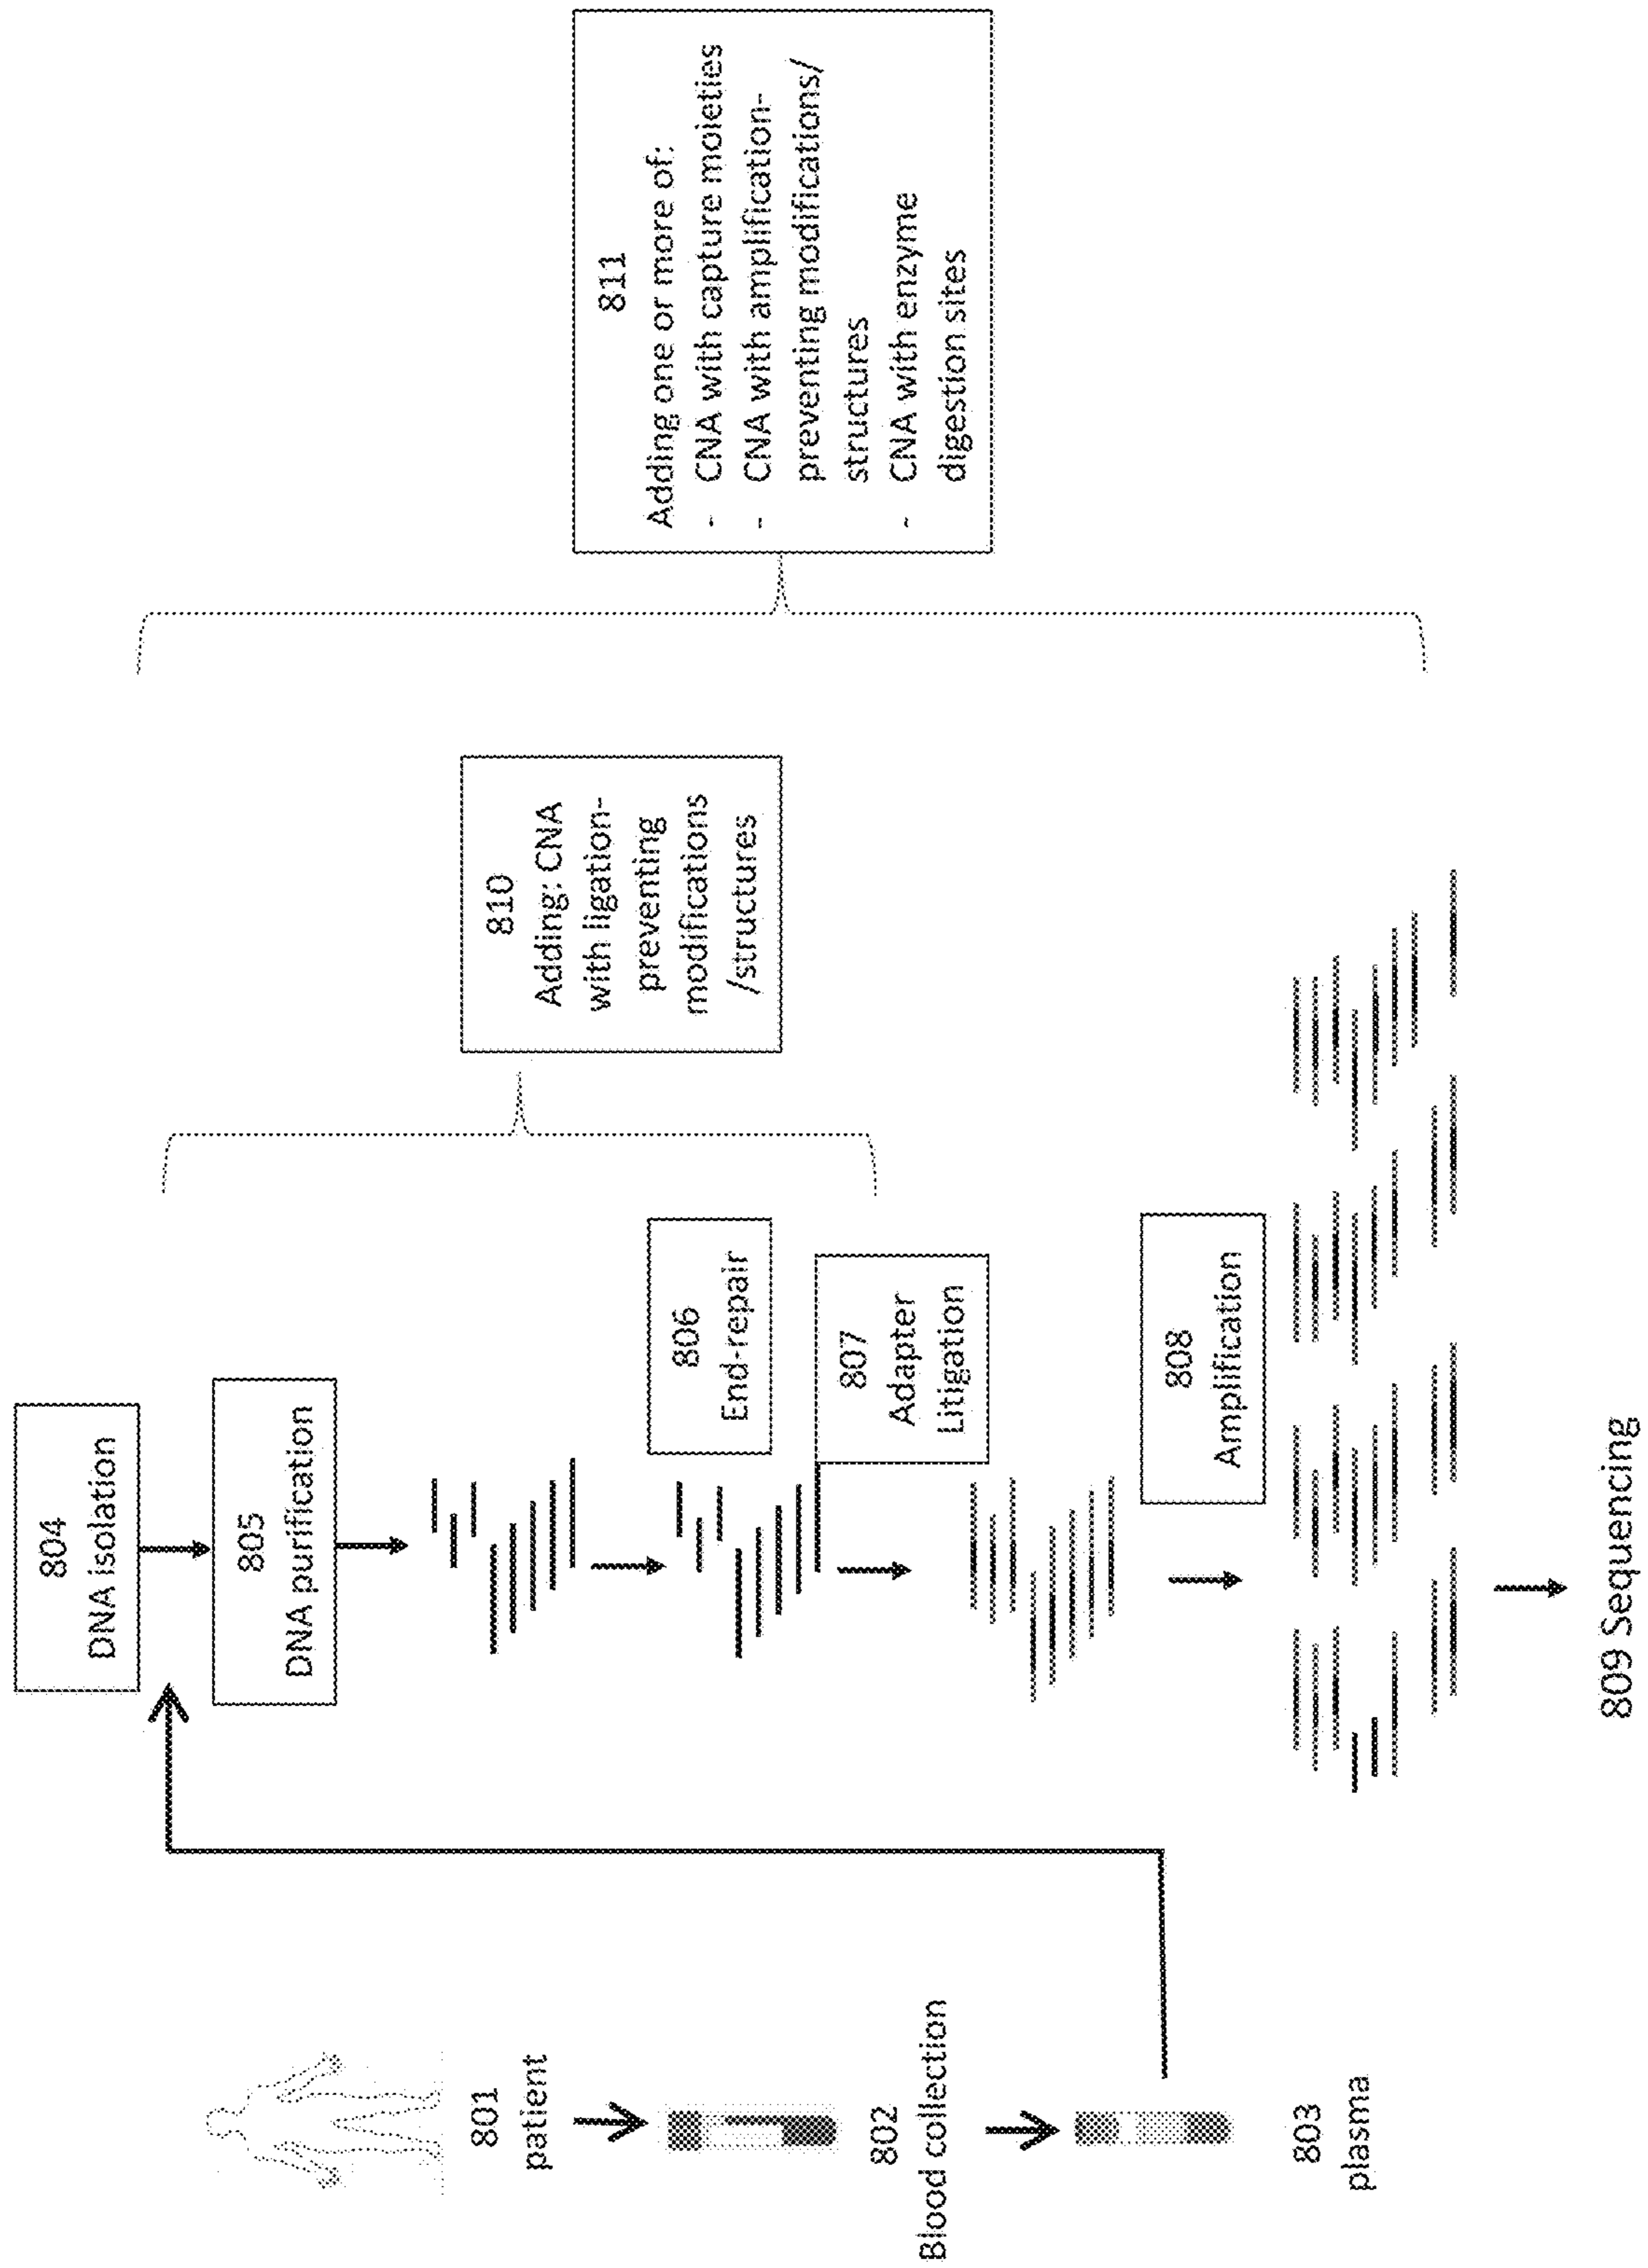 801
patient
802
Blood collection
803
plasma
804
DNA isolation
805
DNA purification
806
End-repair
807
Adapter
Litigation
808
Amplification
809 Sequencing
810
Adding: CNA
with ligation-
preventing
modifications
/structures
811
Adding one or more of:
- CNA with capture moieties
- CNA with amplification-
preventing modifications/
structures
- CNA with enzyme
digestion sites